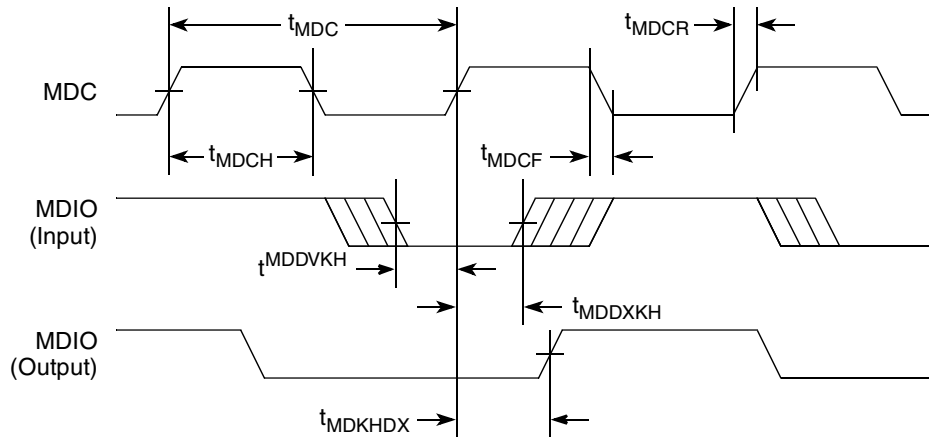 tMDC
tMDCR
MDC
tMDCH
tMDCF
MDIO
(Input)
tMDDVKH
tMDDXKH
MDIO
(Output)
tMDKHDX